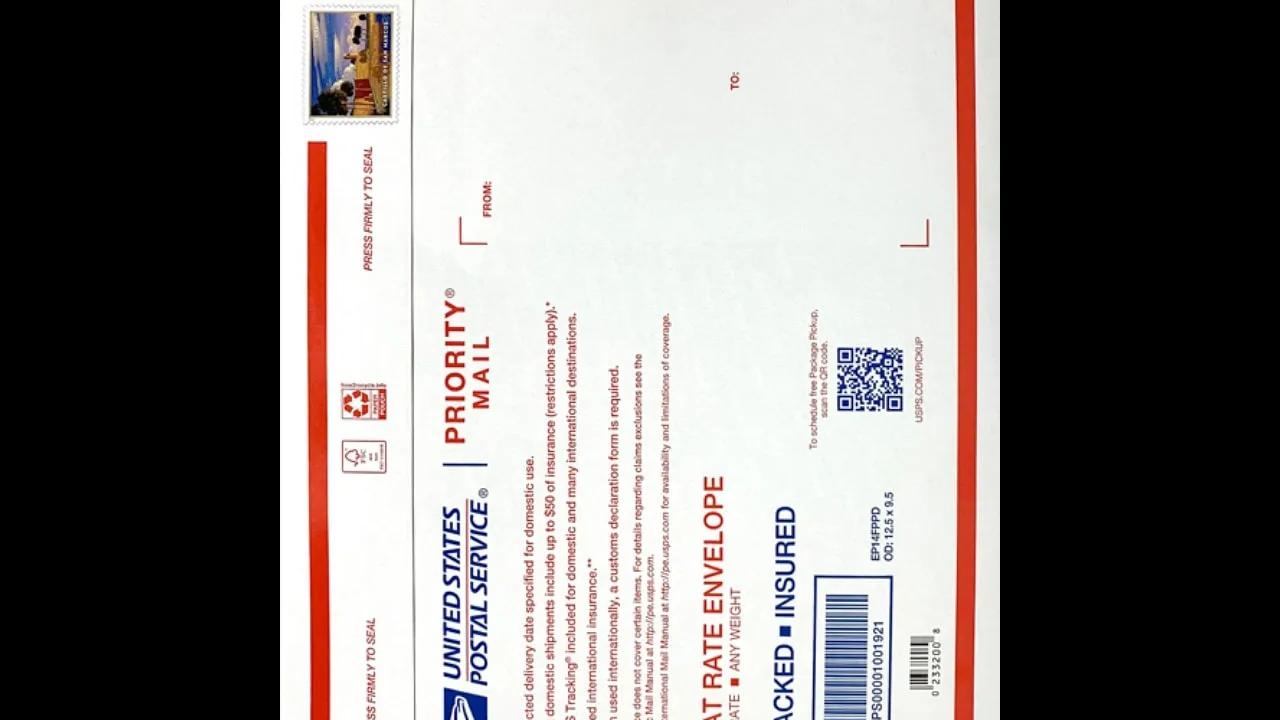 CASTILLO DE SAN MARCOS
PRESS FIRMLY TO SEAL
SS FIRMLY TO SEAL
how2recycle.info
PAPER
POUCH
FSC
UNITED STATES
POSTAL SERVICE®
PRIORITY®
MAIL
FROM:
TO:
cted delivery date specified for domestic use.
domestic shipments include up to $50 of insurance (restrictions apply).*
S Tracking® included for domestic and many international destinations.
ed international insurance.**
n used internationally, a customs declaration form is required.
ce does not cover certain items. For details regarding claims exclusions see the
c Mail Manual at http://pe.usps.com.
ternational Mail Manual at http://pe.usps.com for availability and limitations of coverage.
AT RATE ENVELOPE
ATE ■ ANY WEIGHT
ACKED ■ INSURED
To schedule free Package Pickup,
scan the QR code.
USPS.COM/PICKUP
PS00001001921
EP14FPPD
OD: 12.5 x 9.5
0 233200 8